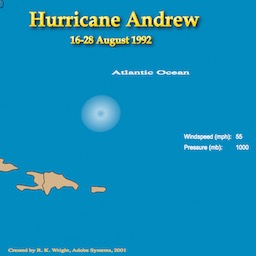 Hurricane Andrew
16-28 August 1992
Atlantic Ocean
Windspeed (mph): 55
Pressure (mb): 1000
Created by R. K. Wright, Adobe Systems, 2001